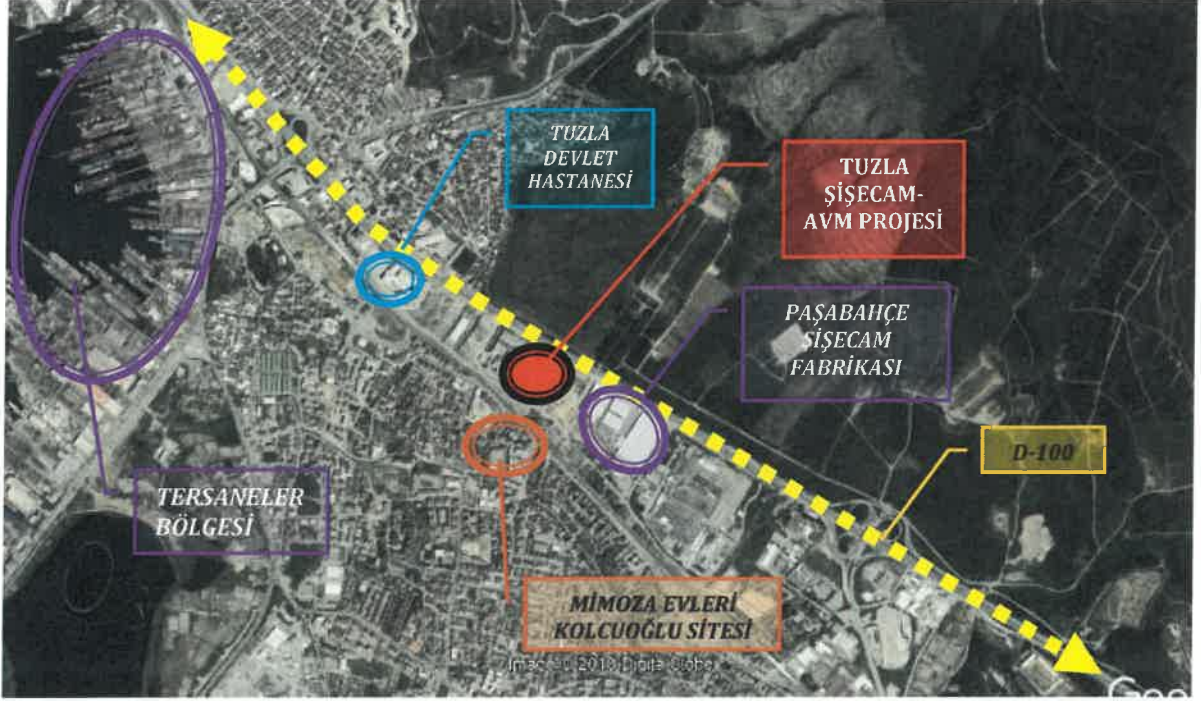 TUZLA
DEVLET
HASTANESİ
TUZLA
ŞİŞECAM-
AVM PROJESİ
PAŞABAHÇE
ŞİŞECAM
FABRİKASI
D-100
TERSANELER
BÖLGESİ
MİMOZA EVLERİ
KOLCUOĞLU SİTESİ